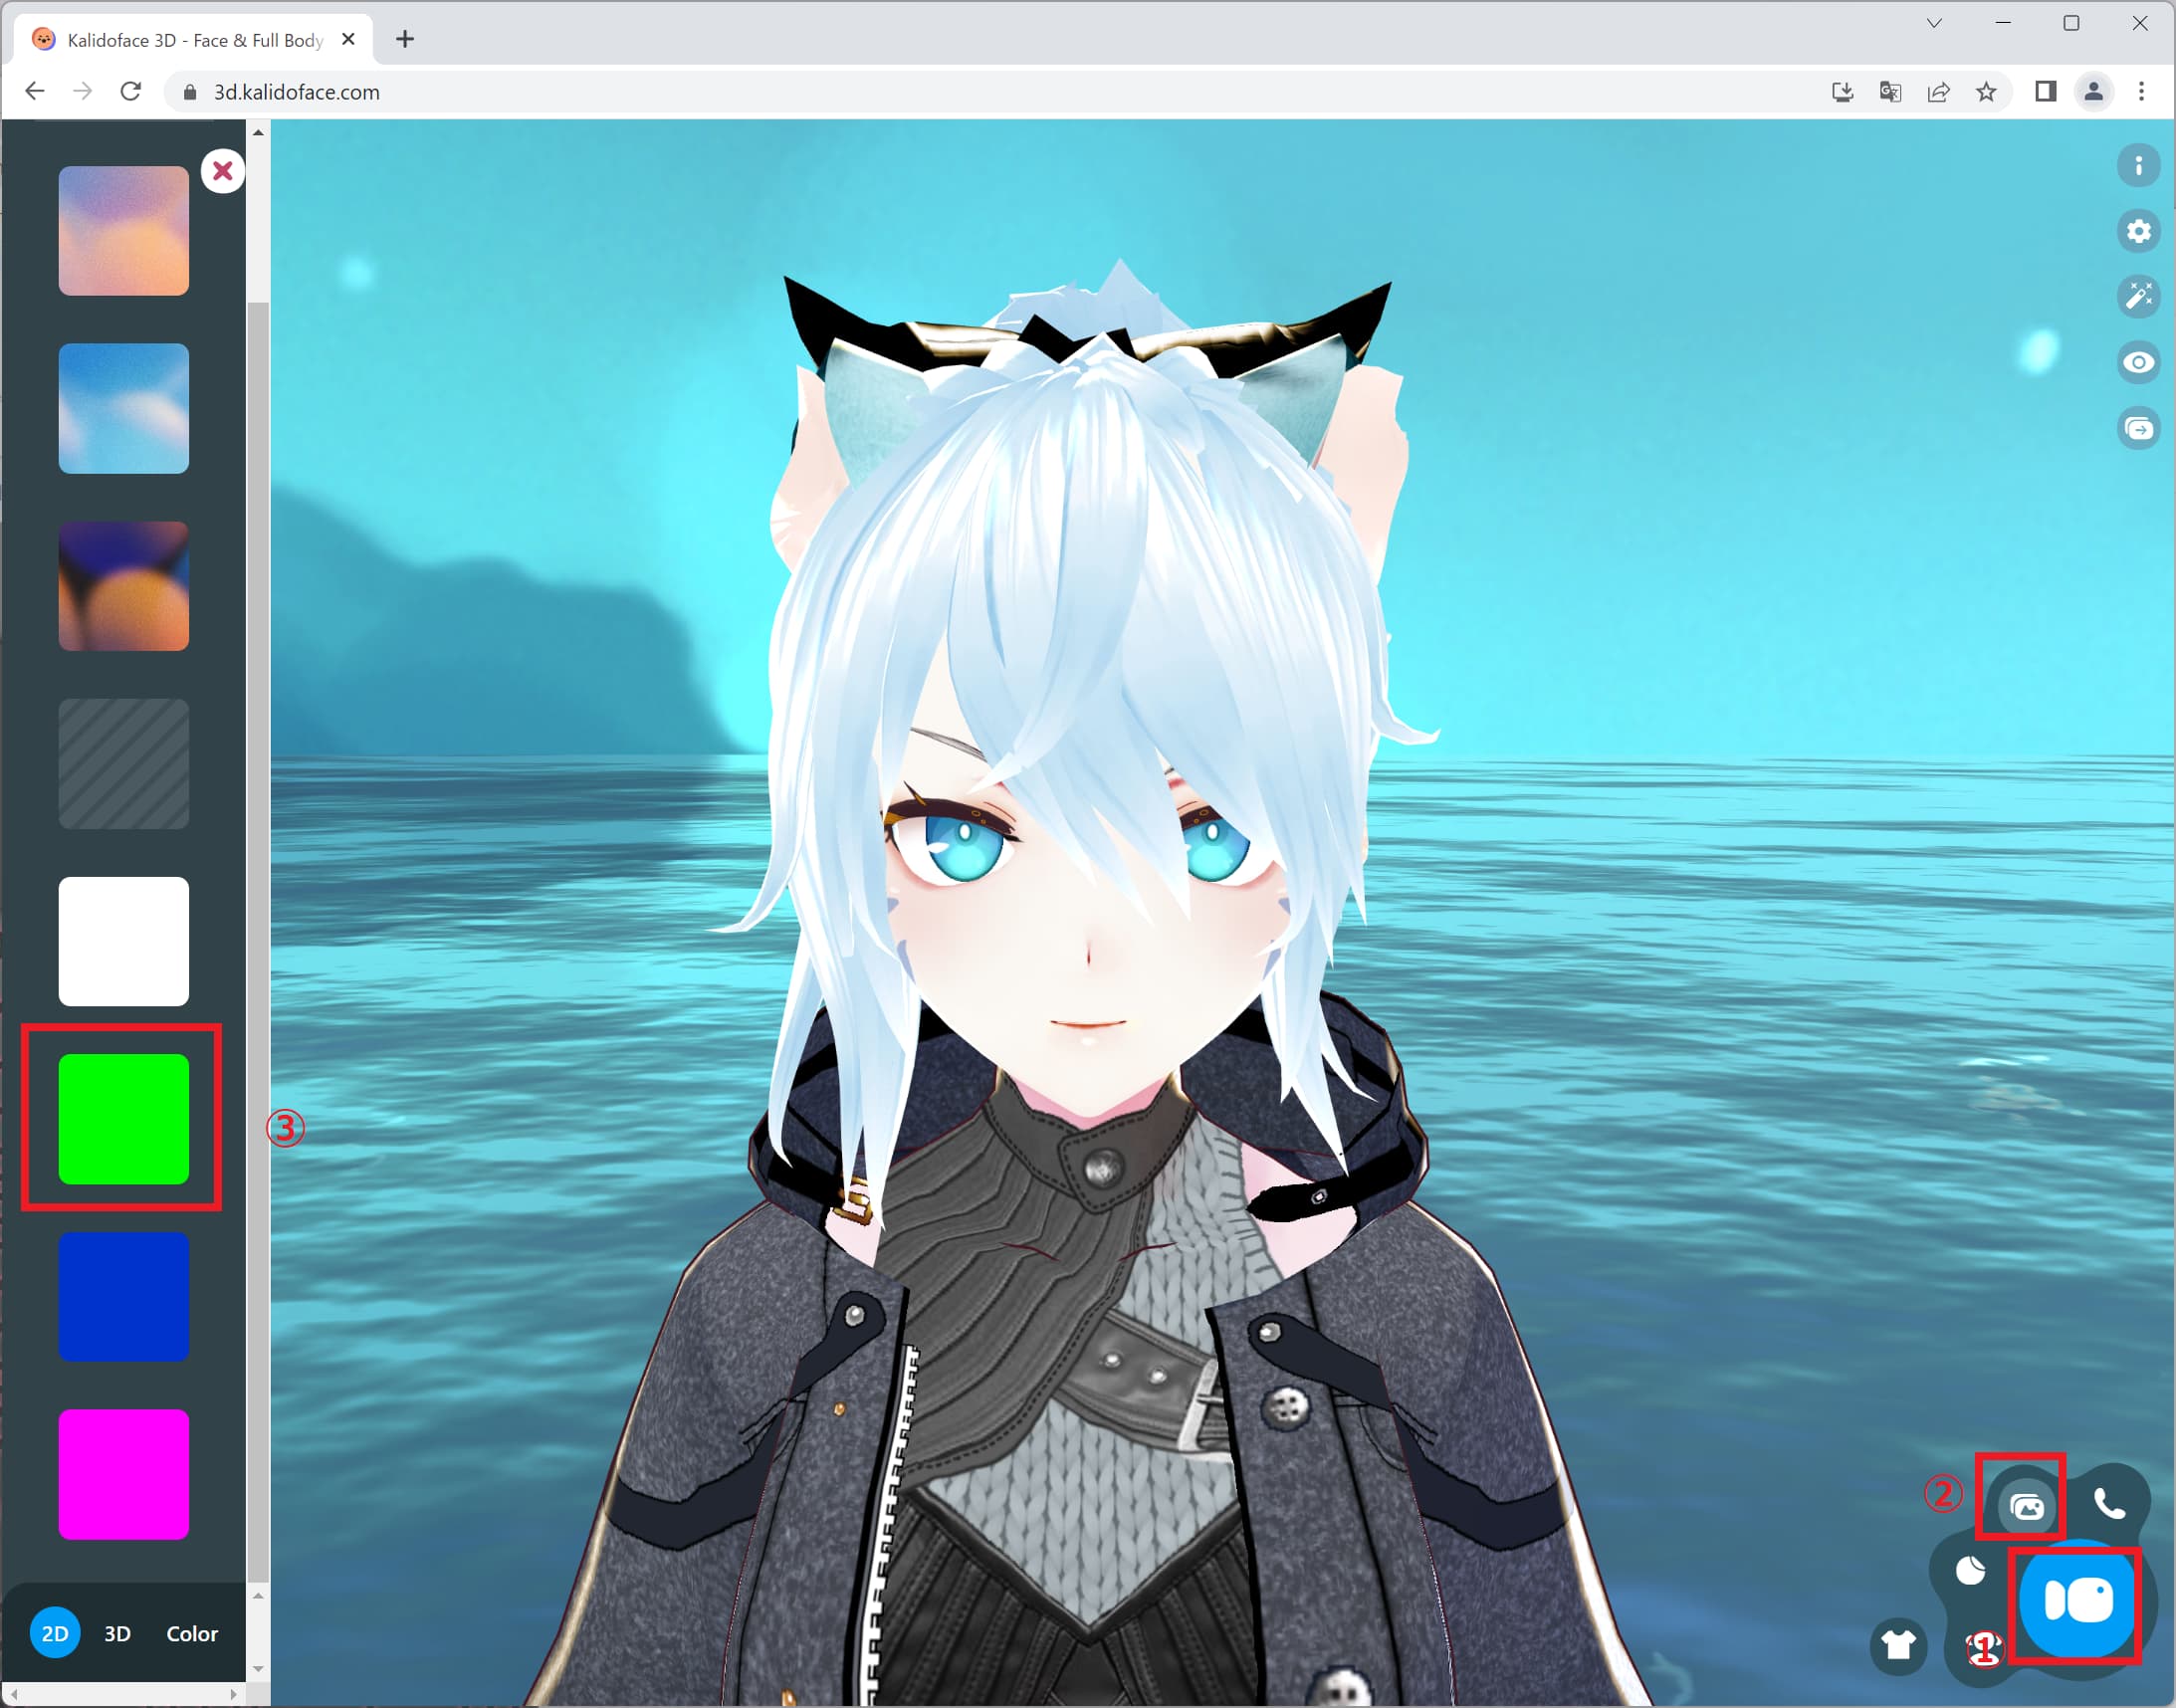 Kalidoface 3D - Face & Full Body
3d.kalidoface.com
③
②
①
2D 3D Color